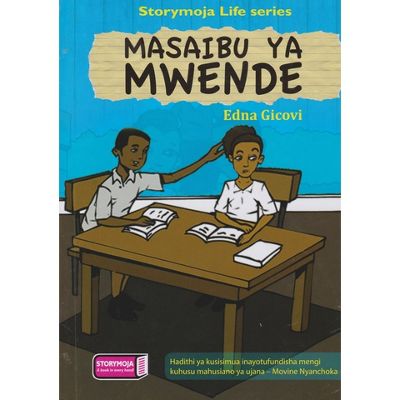 Storymoja Life series
MASAIBU YA
MWENDE
Edna Gicovi
STORYMOJA
A book in every hand
Hadithi ya kusisimua inayotufundisha mengi
kuhusu mahusiano ya ujana – Movine Nyanchoka